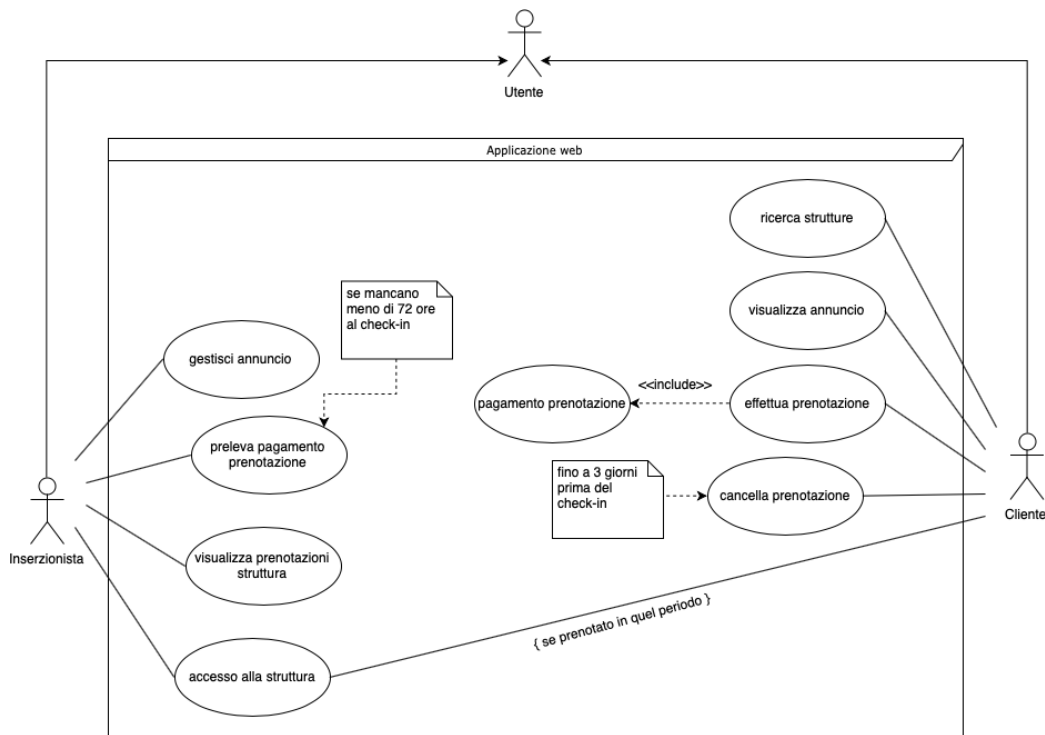 Utente
Applicazione web
ricerca strutture
se mancano
meno di 72 ore
al check-in
visualizza annuncio
gestisci annuncio
<<include>>
pagamento prenotazione
effettua prenotazione
preleva pagamento
prenotazione
fino a 3 giorni
prima del
check-in
cancella prenotazione
Cliente
Inserzionista
visualizza prenotazioni
struttura
{ se prenotato in quel periodo }
accesso alla struttura